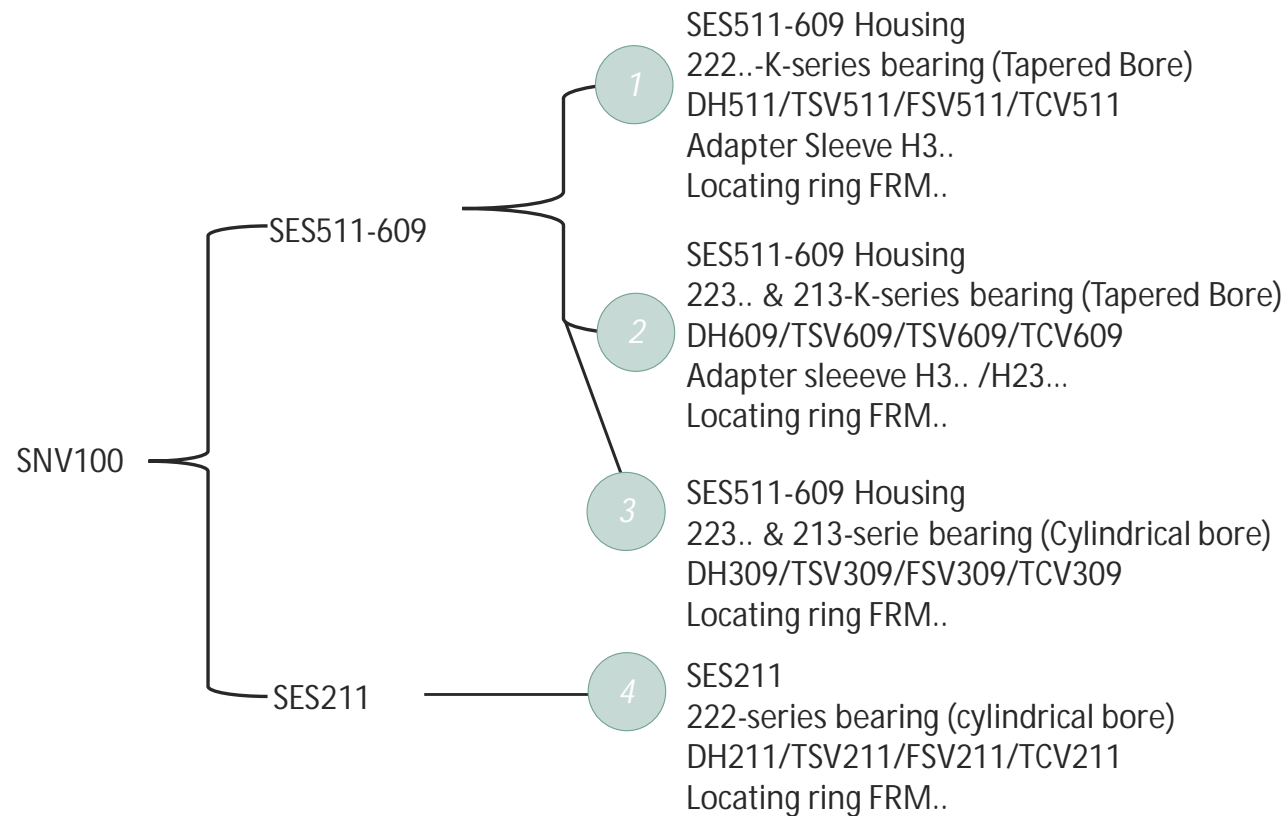 SNV100
SES511-609
SES211
1
SES511-609 Housing
222..-K-series bearing (Tapered Bore)
DH511/TSV511/FSV511/TCV511
Adapter Sleeve H3..
Locating ring FRM..
2
SES511-609 Housing
223.. & 213-K-series bearing (Tapered Bore)
DH609/TSV609/TSV609/TCV609
Adapter sleeeve H3.. /H23...
Locating ring FRM..
3
SES511-609 Housing
223.. & 213-serie bearing (Cylindrical bore)
DH309/TSV309/FSV309/TCV309
Locating ring FRM..
4
SES211
222-series bearing (cylindrical bore)
DH211/TSV211/FSV211/TCV211
Locating ring FRM..